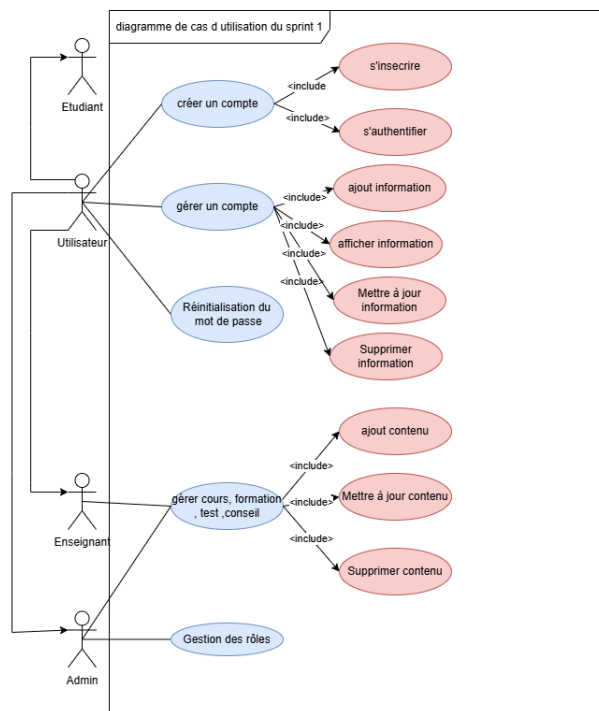 diagramme de cas d utilisation du sprint 1
Etudiant
créer un compte
<include
s'insecrire
<include>
s'authentifier
Utilisateur
gérer un compte
<include>
ajout information
<include>
afficher information
<include>
Mettre à jour
information
<include>
Supprimer
information
Réinitialisation du
mot de passe
Enseignant
gérer cours, formation
, test ,conseil
<include>
ajout contenu
<include>
Mettre à jour contenu
<include>
Supprimer contenu
Admin
Gestion des rôles